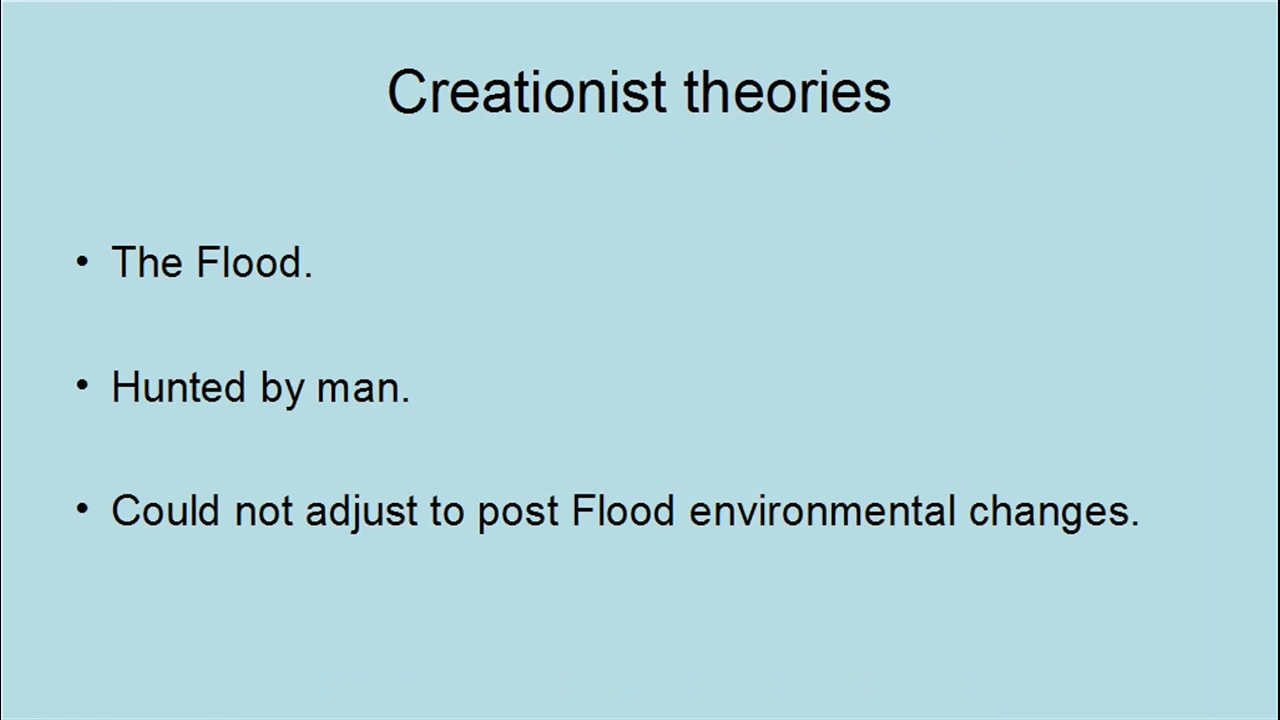 Creationist theories
• The Flood.
• Hunted by man.
• Could not adjust to post Flood environmental changes.